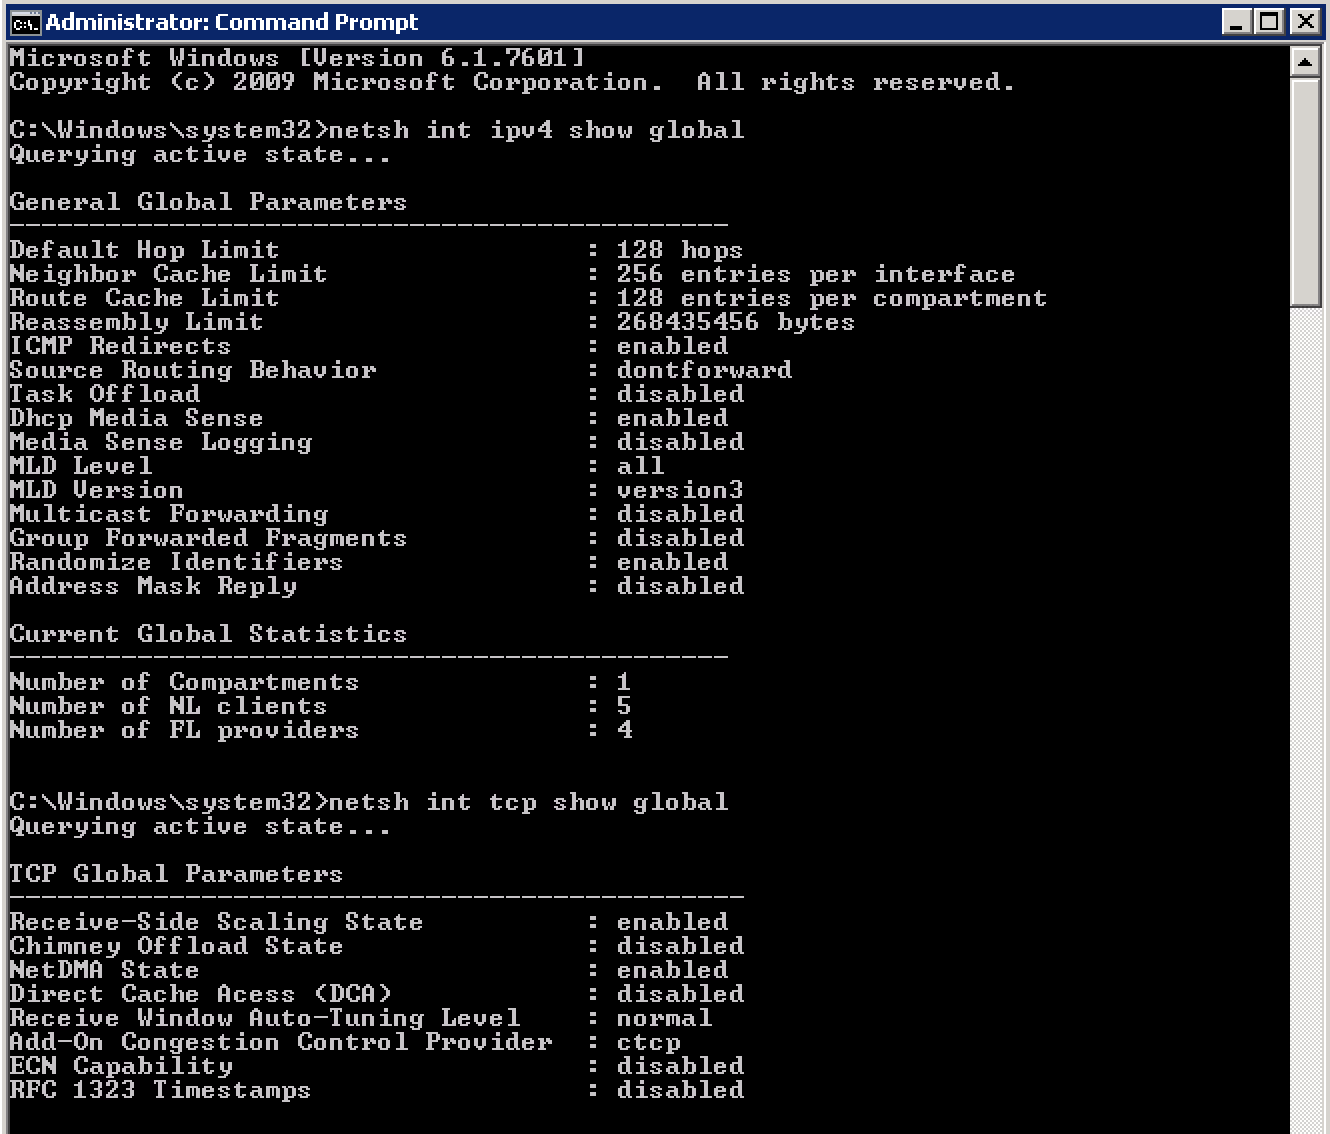 Administrator: Command Prompt
Microsoft Windows [Version 6.1.7601]
Copyright (c) 2009 Microsoft Corporation.  All rights reserved.
C:\Windows\system32>netsh int ipv4 show global
Querying active state...
General Global Parameters
---------------------------------------------
Default Hop Limit                   : 128 hops
Neighbor Cache Limit                : 256 entries per interface
Route Cache Limit                   : 128 entries per compartment
Reassembly Limit                    : 268435456 bytes
ICMP Redirects                      : enabled
Source Routing Behavior             : dontforward
Task Offload                        : disabled
Dhcp Media Sense                    : enabled
Media Sense Logging                 : disabled
MLD Level                           : all
MLD Version                         : version3
Multicast Forwarding                : disabled
Group Forwarded Fragments           : disabled
Randomize Identifiers               : enabled
Address Mask Reply                  : disabled
Current Global Statistics
---------------------------------------------
Number of Compartments              : 1
Number of NL clients                : 5
Number of FL providers              : 4
C:\Windows\system32>netsh int tcp show global
Querying active state...
TCP Global Parameters
----------------------------------------------
Receive-Side Scaling State          : enabled
Chimney Offload State               : disabled
NetDMA State                        : enabled
Direct Cache Acess (DCA)            : disabled
Receive Window Auto-Tuning Level    : normal
Add-On Congestion Control Provider  : ctcp
ECN Capability                      : disabled
RFC 1323 Timestamps                 : disabled